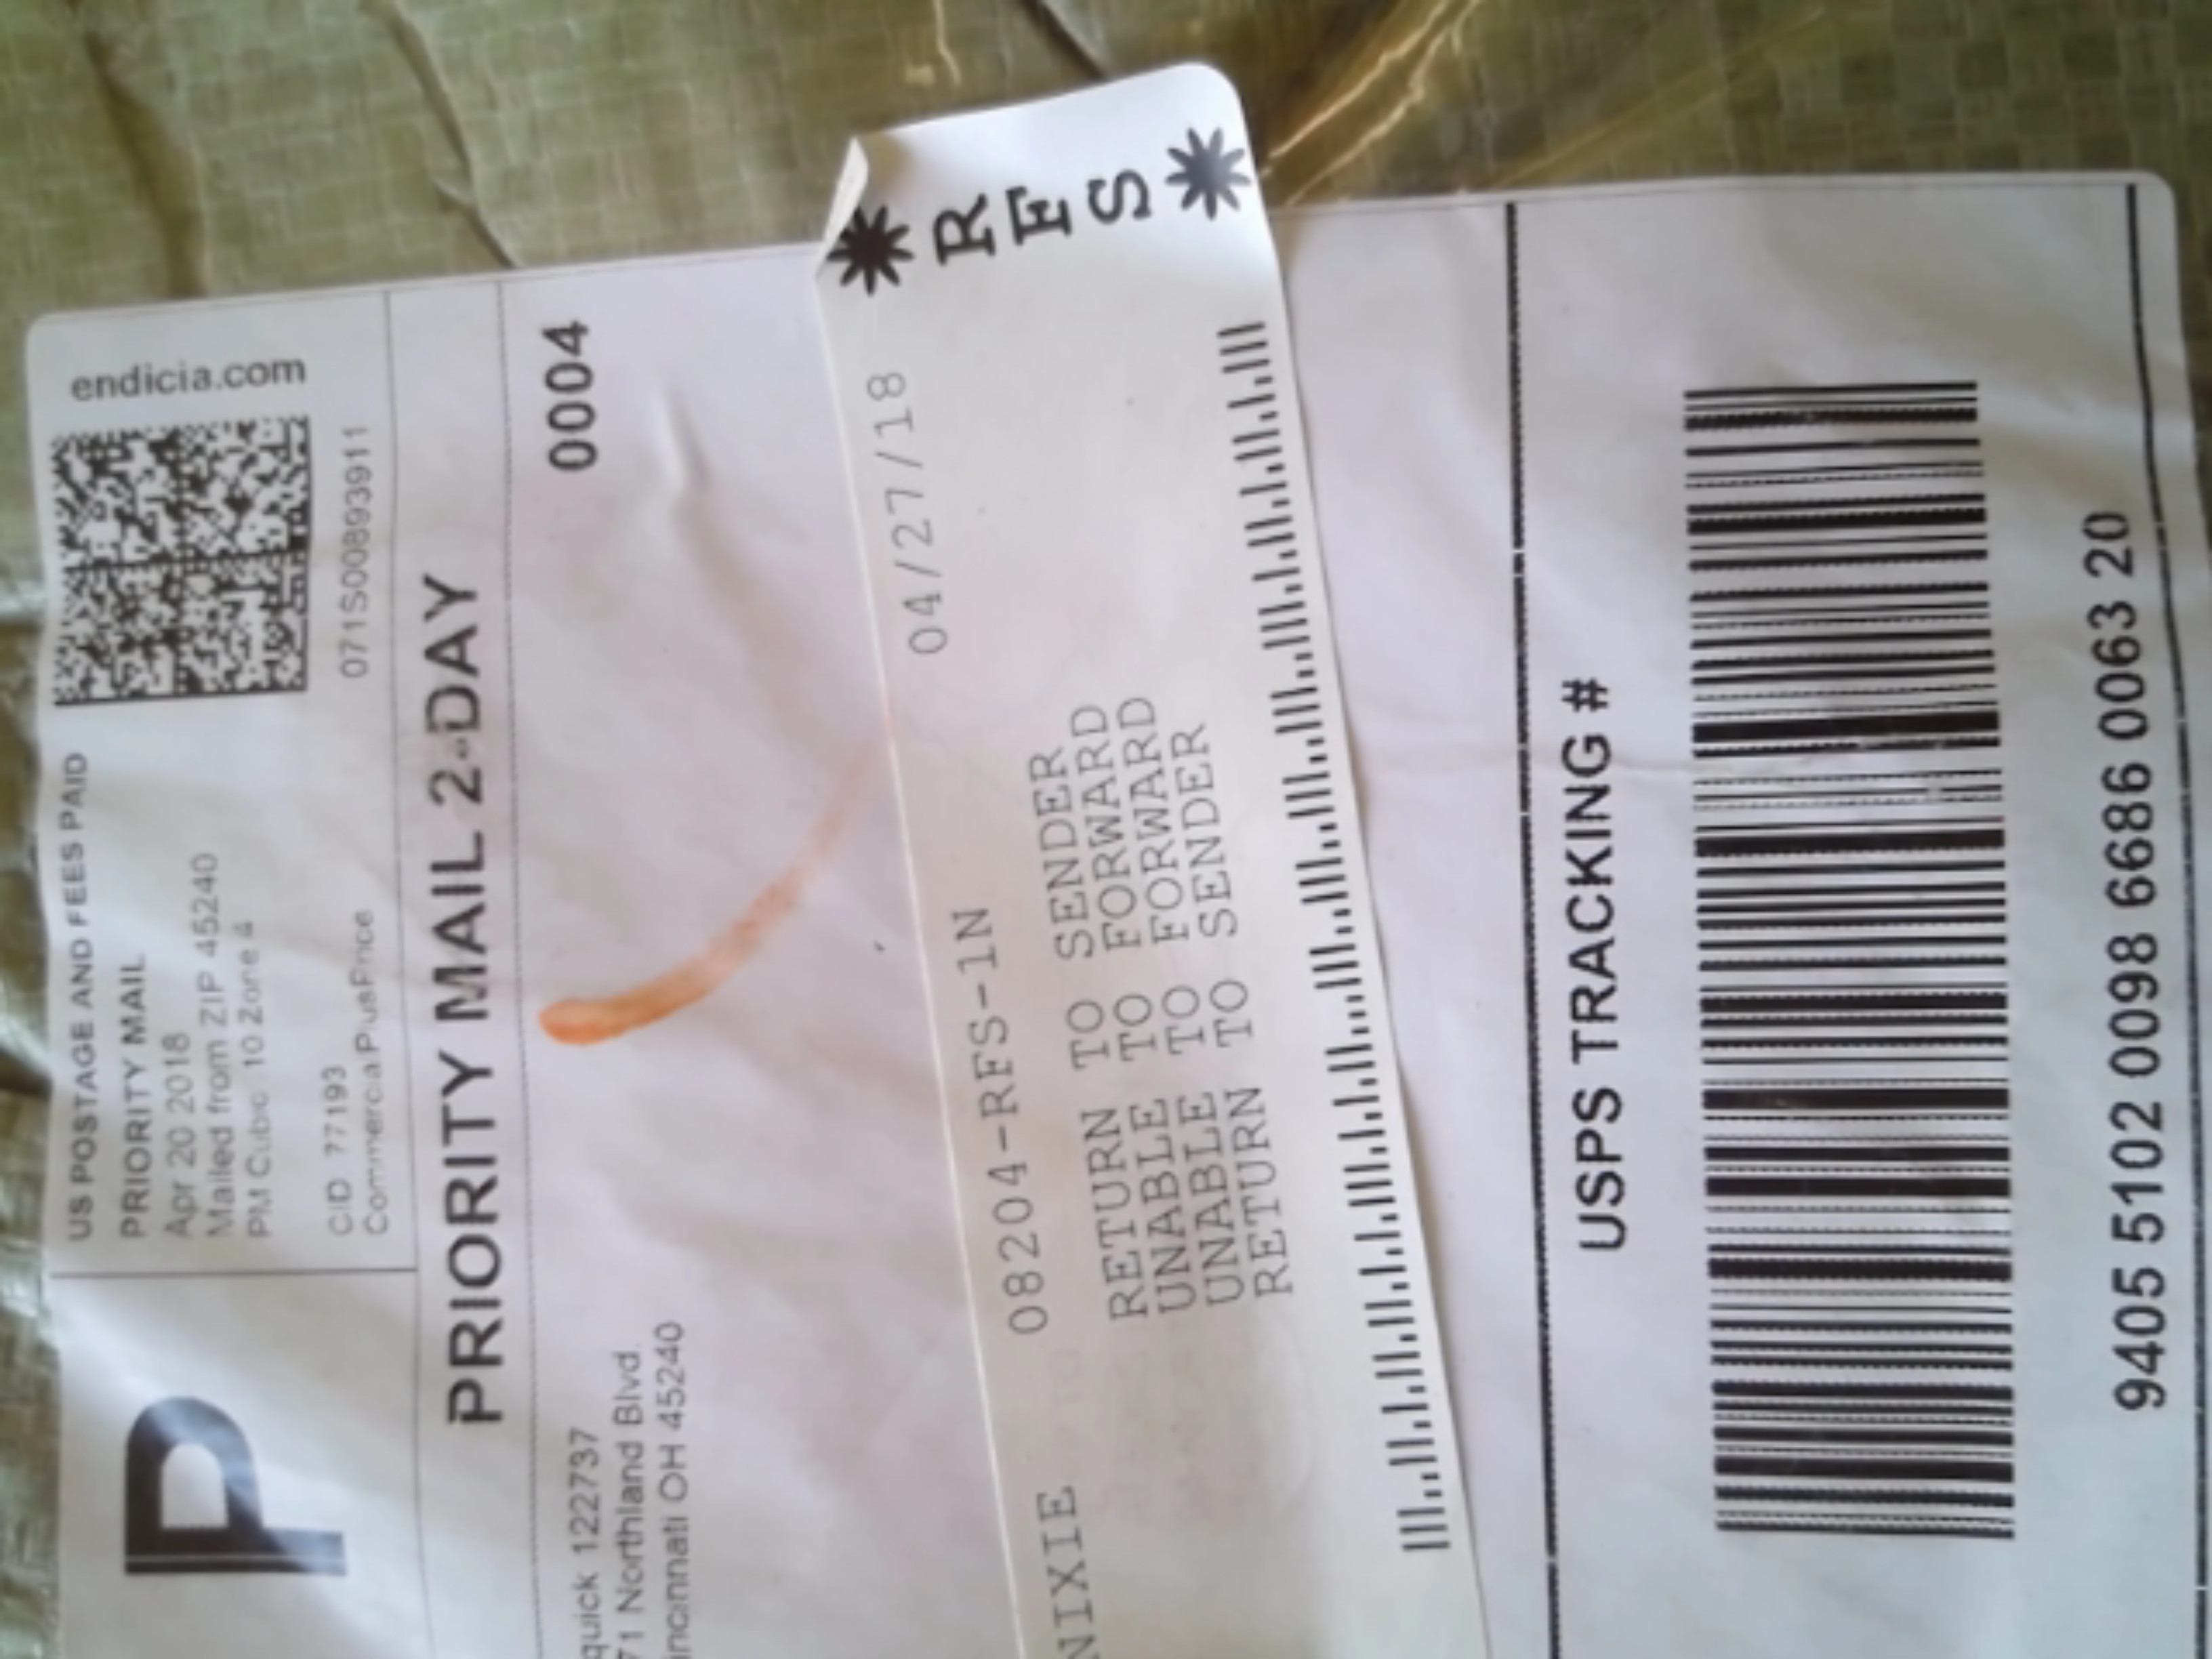 P
US POSTAGE AND FEES PAID
PRIORITY MAIL
Apr 20 2018
Mailed from ZIP 45240
PM Cubic 10 Zone 4
CID 77193
CommercialPlusPrice
endicia.com
071S00893911
PRIORITY MAIL 2-DAY
quick 122737
71 Northland Blvd.
incinnati OH 45240
0004
04/27/18
08204-RFS-1N
NIXIE
RETURN TO SENDER
UNABLE TO FORWARD
UNABLE TO FORWARD
RETURN TO SENDER
*RFS*
USPS TRACKING #
9405 5102 0098 6686 0063 20